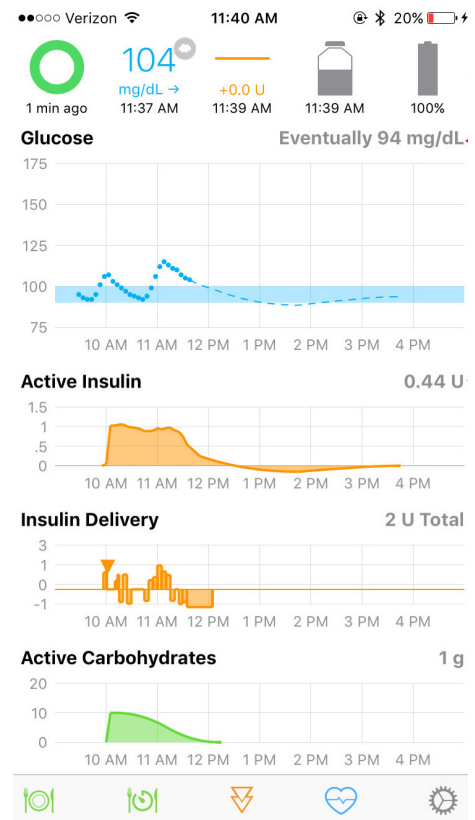 Verizon 11:40 AM 20%
104
mg/dL → +0.0 U
1 min ago 11:37 AM 11:39 AM 11:39 AM 100%
Glucose Eventually 94 mg/dL
175
150
125
100
75
10 AM 11 AM 12 PM 1 PM 2 PM 3 PM 4 PM
Active Insulin 0.44 U
1.5
1
.5
0
10 AM 11 AM 12 PM 1 PM 2 PM 3 PM 4 PM
Insulin Delivery 2 U Total
3
1
0
-1
10 AM 11 AM 12 PM 1 PM 2 PM 3 PM 4 PM
Active Carbohydrates 1 g
20
10
0
10 AM 11 AM 12 PM 1 PM 2 PM 3 PM 4 PM